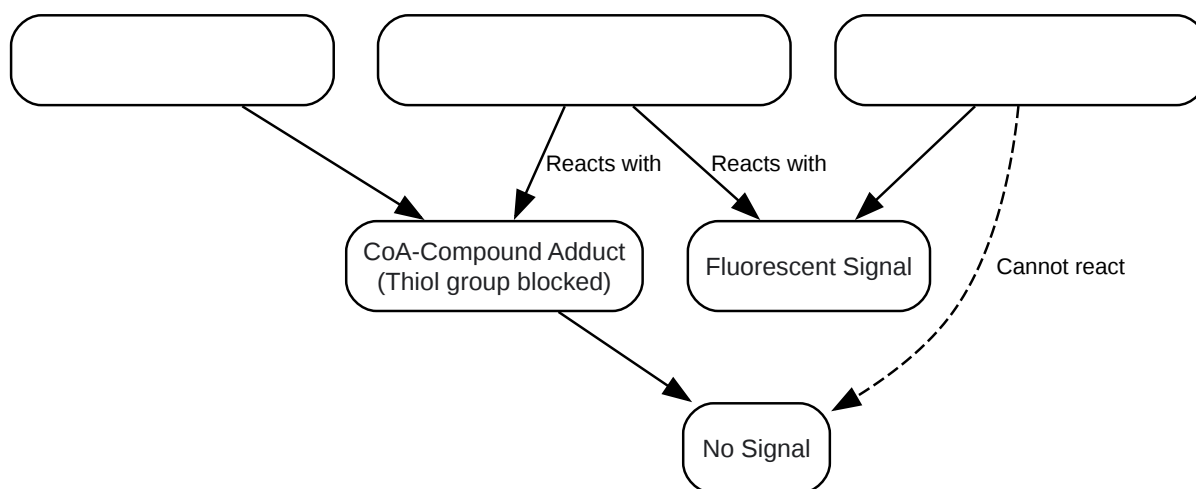 Reacts with
Reacts with
CoA-Compound Adduct
(Thiol group blocked)
Fluorescent Signal
Cannot react
No Signal